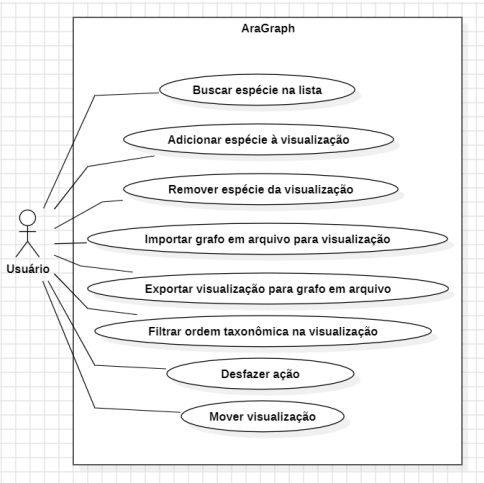 AraGraph
Buscar espécie na lista
Adicionar espécie à visualização
Remover espécie da visualização
Importar grafo em arquivo para visualização
Usuário
Exportar visualização para grafo em arquivo
Filtrar ordem taxonômica na visualização
Desfazer ação
Mover visualização